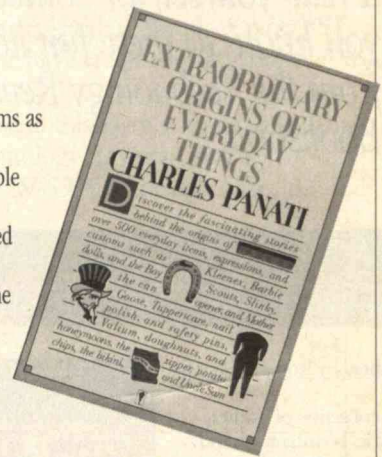 ms as
ple
ed
ne
EXTRAORDINARY
ORIGINS OF
EVERYDAY
THINGS
CHARLES PANATI
Discover the fascinating stories
behind the origins of
over 500 everyday items, expressions, and
customs such as Kleenex, Barbie
dolls, and the Boy Scouts, Slinky,
the can opener, and Mother
Goose, Tupperware, nail
polish, and safety pins,
Valium, doughnuts, and
honeymoons, the zipper, potato
chips, the bikini, and Uncle Sam